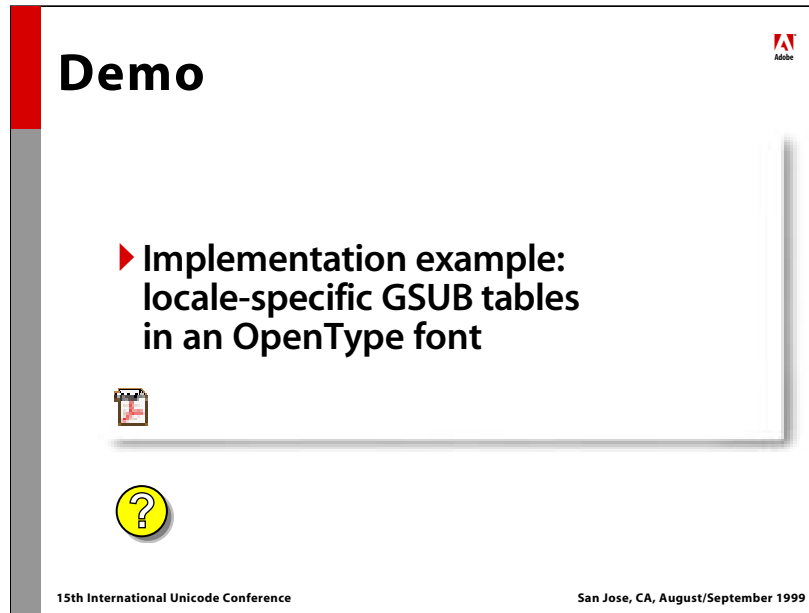 Demo
Adobe
Implementation example:
locale-specific GSUB tables
in an OpenType font
?
15th International Unicode Conference
San Jose, CA, August/September 1999